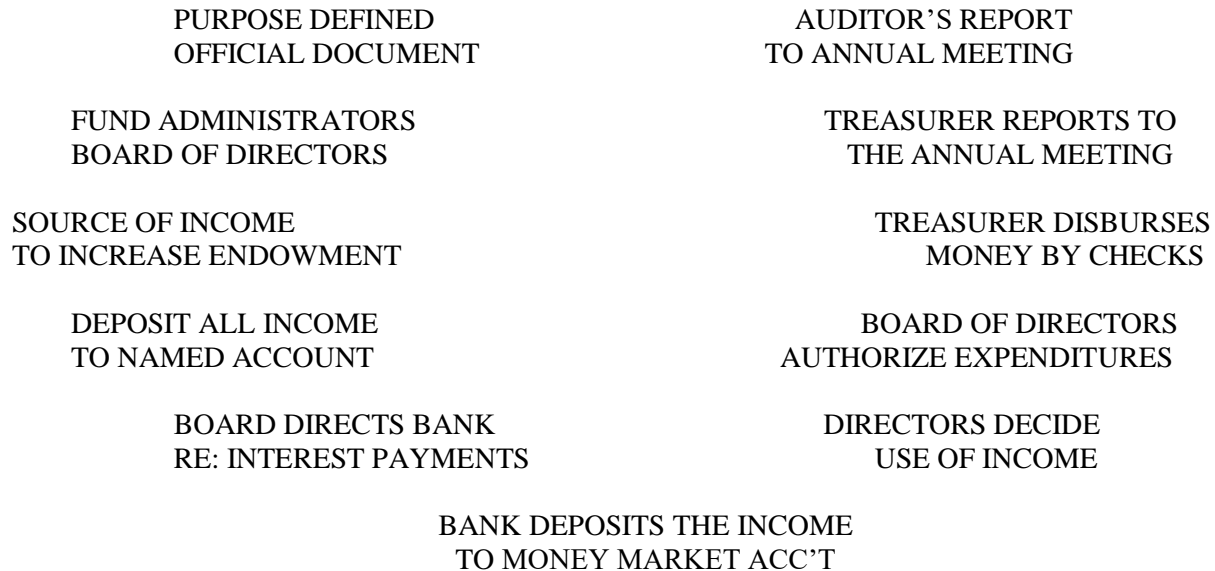 PURPOSE DEFINED
OFFICIAL DOCUMENT
AUDITOR’S REPORT
TO ANNUAL MEETING
FUND ADMINISTRATORS
BOARD OF DIRECTORS
TREASURER REPORTS TO
THE ANNUAL MEETING
SOURCE OF INCOME
TO INCREASE ENDOWMENT
TREASURER DISBURSES
MONEY BY CHECKS
DEPOSIT ALL INCOME
TO NAMED ACCOUNT
BOARD OF DIRECTORS
AUTHORIZE EXPENDITURES
BOARD DIRECTS BANK
RE: INTEREST PAYMENTS
DIRECTORS DECIDE
USE OF INCOME
BANK DEPOSITS THE INCOME
TO MONEY MARKET ACC’T